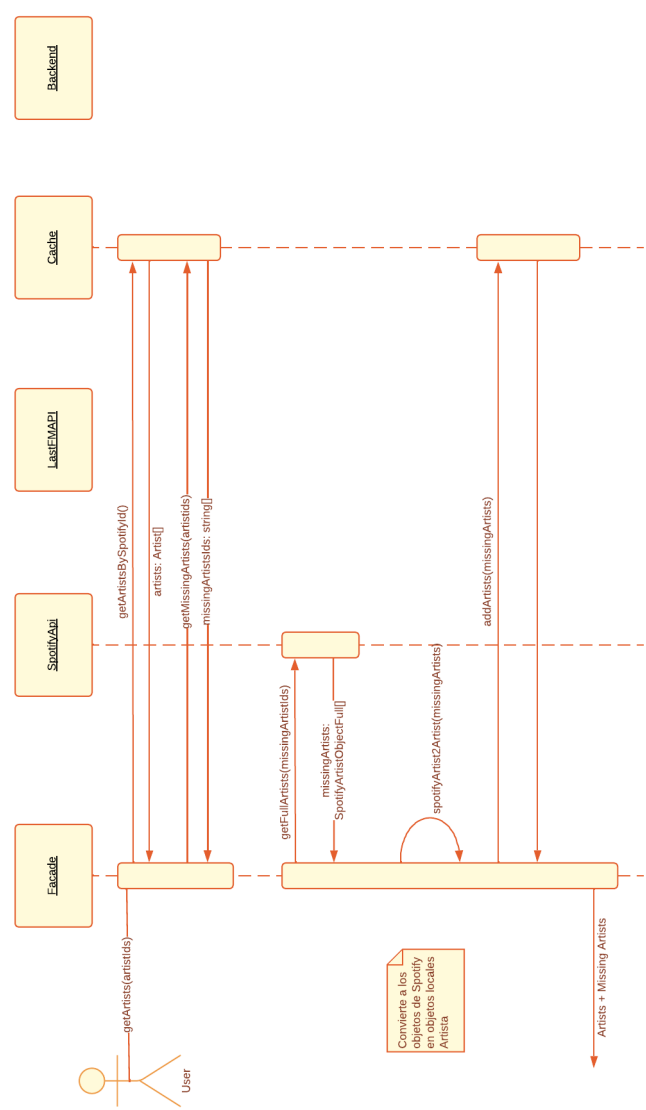 User
Facade
SpotifyApi
LastFMAPI
Cache
Backend
getArtists(artistIds)
getArtistsBySpotifyId()
artists: Artist[]
getMissingArtists(artistIds)
missingArtistsIds: string[]
getFullArtists(missingArtistIds)
missingArtists:
SpotifyArtistObjectFull[]
spotifyArtist2Artist(missingArtists)
Convierte a los
objetos de Spotify
en objetos locales
Artista
addArtists(missingArtists)
Artists + Missing Artists